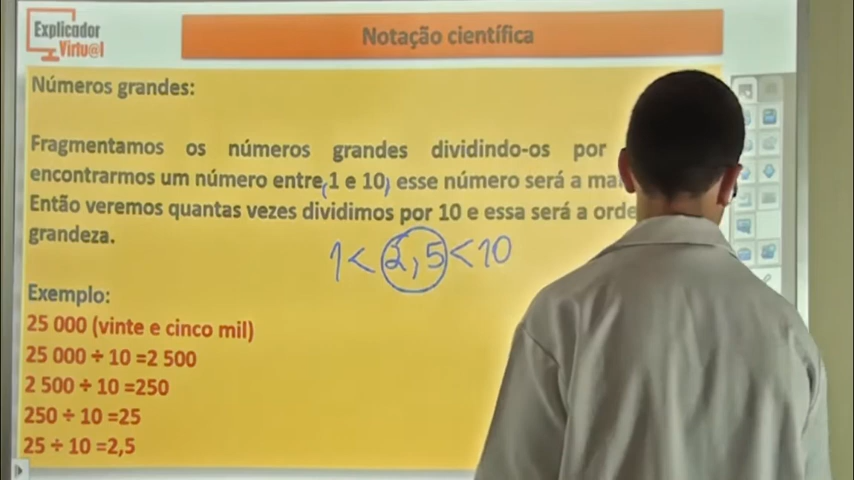 Explicador
Virtu@l
Notação científica
Números grandes:
Fragmentamos os números grandes dividindo-os por
encontrarmos um número entre 1 e 10, esse número será a
Então veremos quantas vezes dividimos por 10 e essa será a
grandeza.
1 < 2,5 < 10
Exemplo:
25 000 (vinte e cinco mil)
25 000 ÷ 10 =2 500
2 500 ÷ 10 =250
250 ÷ 10 =25
25 ÷ 10 =2,5